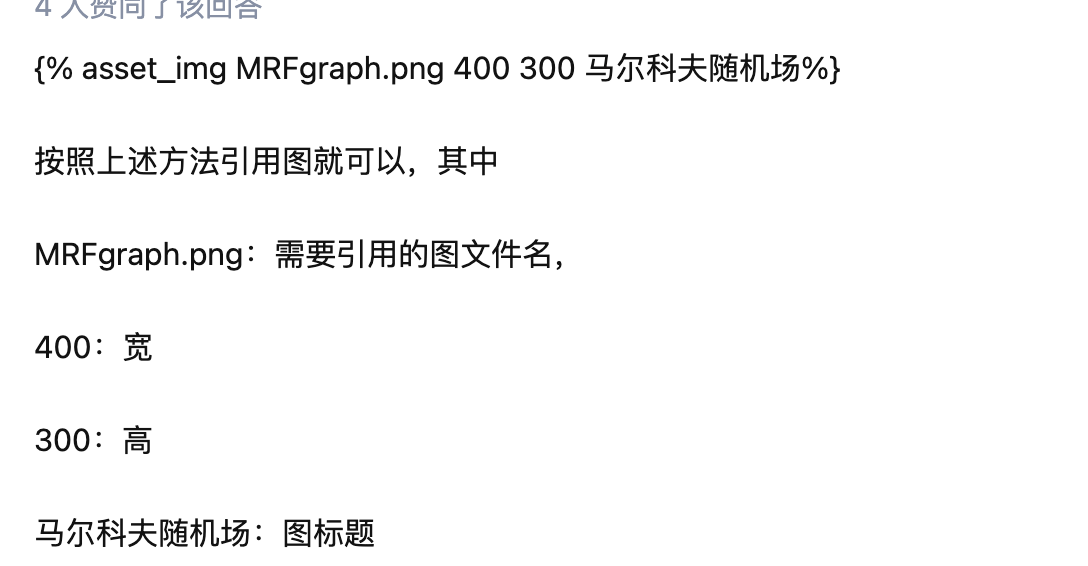 4 人赞同了该回答
{% asset_img MRFgraph.png 400 300 马尔科夫随机场%}
按照上述方法引用图就可以，其中
MRFgraph.png：需要引用的图文件名，
400：宽
300：高
马尔科夫随机场：图标题